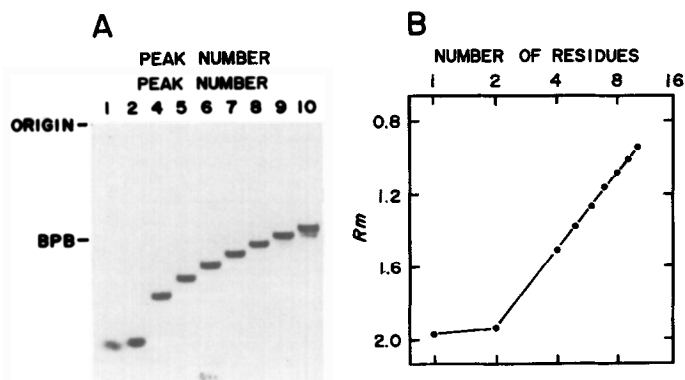 A
PEAK NUMBER
PEAK NUMBER
1 2 4 5 6 7 8 9 10
ORIGIN
BPB
B
NUMBER OF RESIDUES
1 2 4 8 16
0.8
1.2
Rm
1.6
2.0